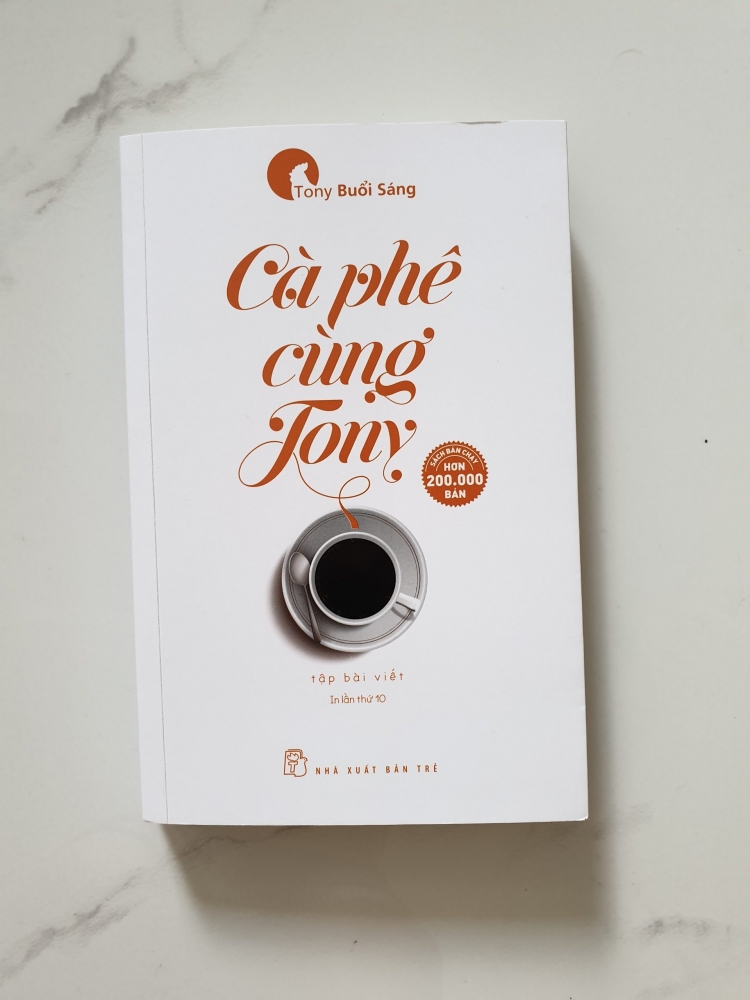 Tony Buổi Sáng
Cà phê
cùng
Tony
SÁCH BÁN CHẠY
HƠN
200.000
BẢN
tập bài viết
In lần thứ 10
NHÀ XUẤT BẢN TRẺ